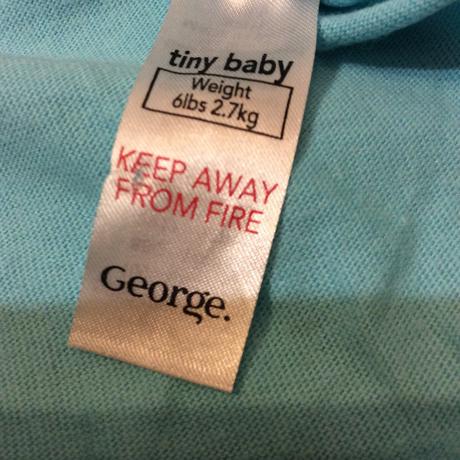 tiny baby
Weight
6lbs 2.7kg
KEEP AWAY
FROM FIRE
George.